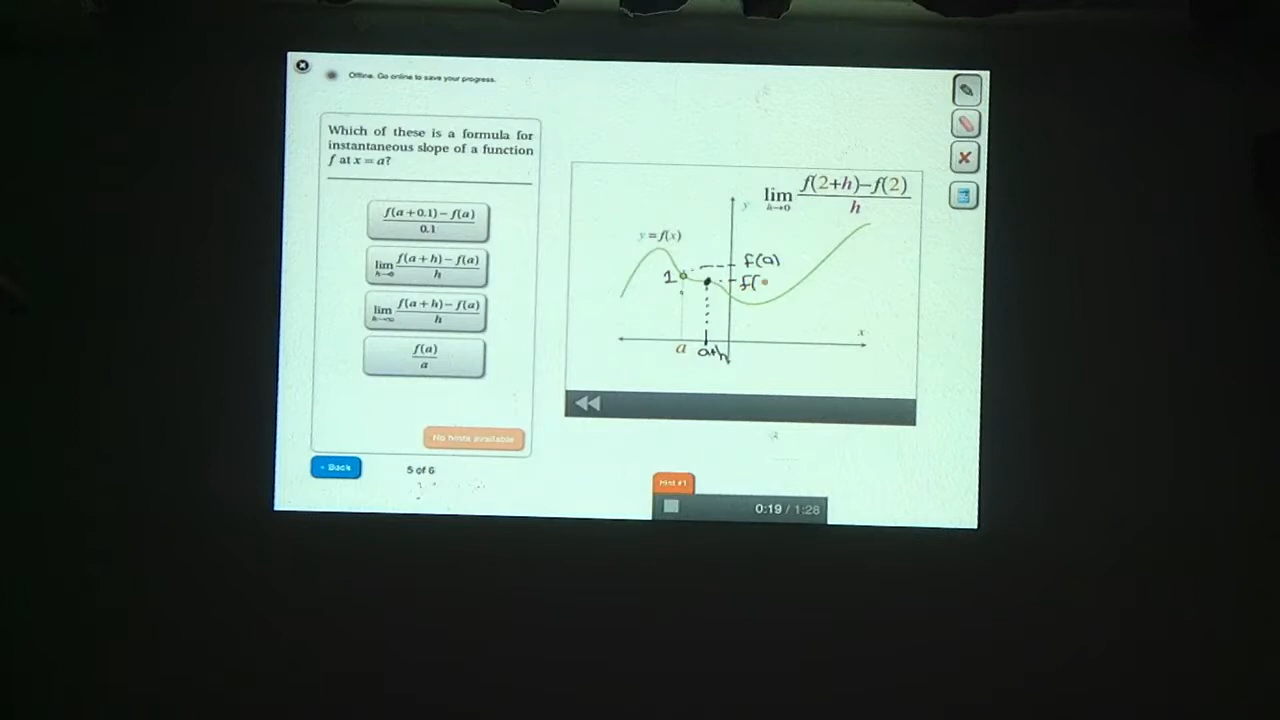 Offline. Go online to save your progress.
Which of these is a formula for
instantaneous slope of a function
f at x = a?
f(a+0.1) − f(a)
0.1
lim h→0 f(a+h) − f(a)
h
lim h→∞ f(a+h) − f(a)
h
f(a)
a
No hints available
Back
5 of 6
lim h→0 f(2+h)−f(2)
h
y
y = f(x)
f(a)
1
f(
x
a
a+h
Hint #1
0:19 / 1:28